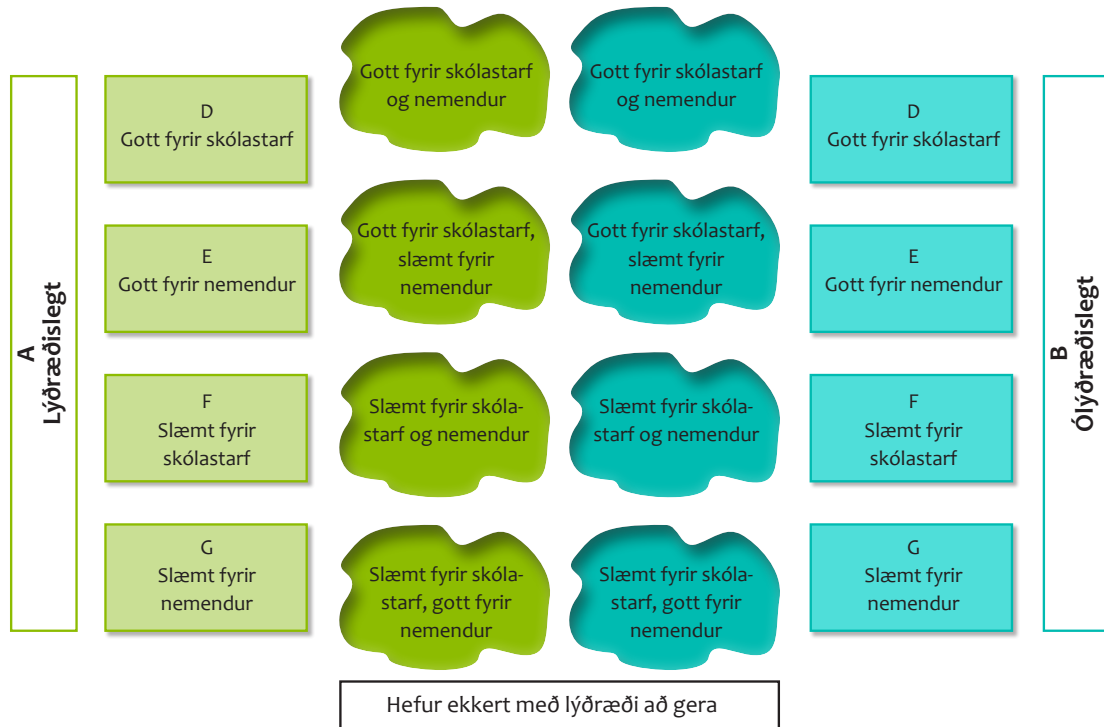 A
Lýðræðislegt
D
Gott fyrir skólastarf
E
Gott fyrir nemendur
F
Slæmt fyrir
skólastarf
G
Slæmt fyrir
nemendur
Gott fyrir skólastarf
og nemendur
Gott fyrir skólastarf,
slæmt fyrir
nemendur
Slæmt fyrir skóla-
starf og nemendur
Slæmt fyrir skóla-
starf, gott fyrir
nemendur
Gott fyrir skólastarf
og nemendur
Gott fyrir skólastarf,
slæmt fyrir
nemendur
Slæmt fyrir skóla-
starf og nemendur
Slæmt fyrir skóla-
starf, gott fyrir
nemendur
D
Gott fyrir skólastarf
E
Gott fyrir nemendur
F
Slæmt fyrir
skólastarf
G
Slæmt fyrir
nemendur
B
Ólýðræðislegt
Hefur ekkert með lýðræði að gera